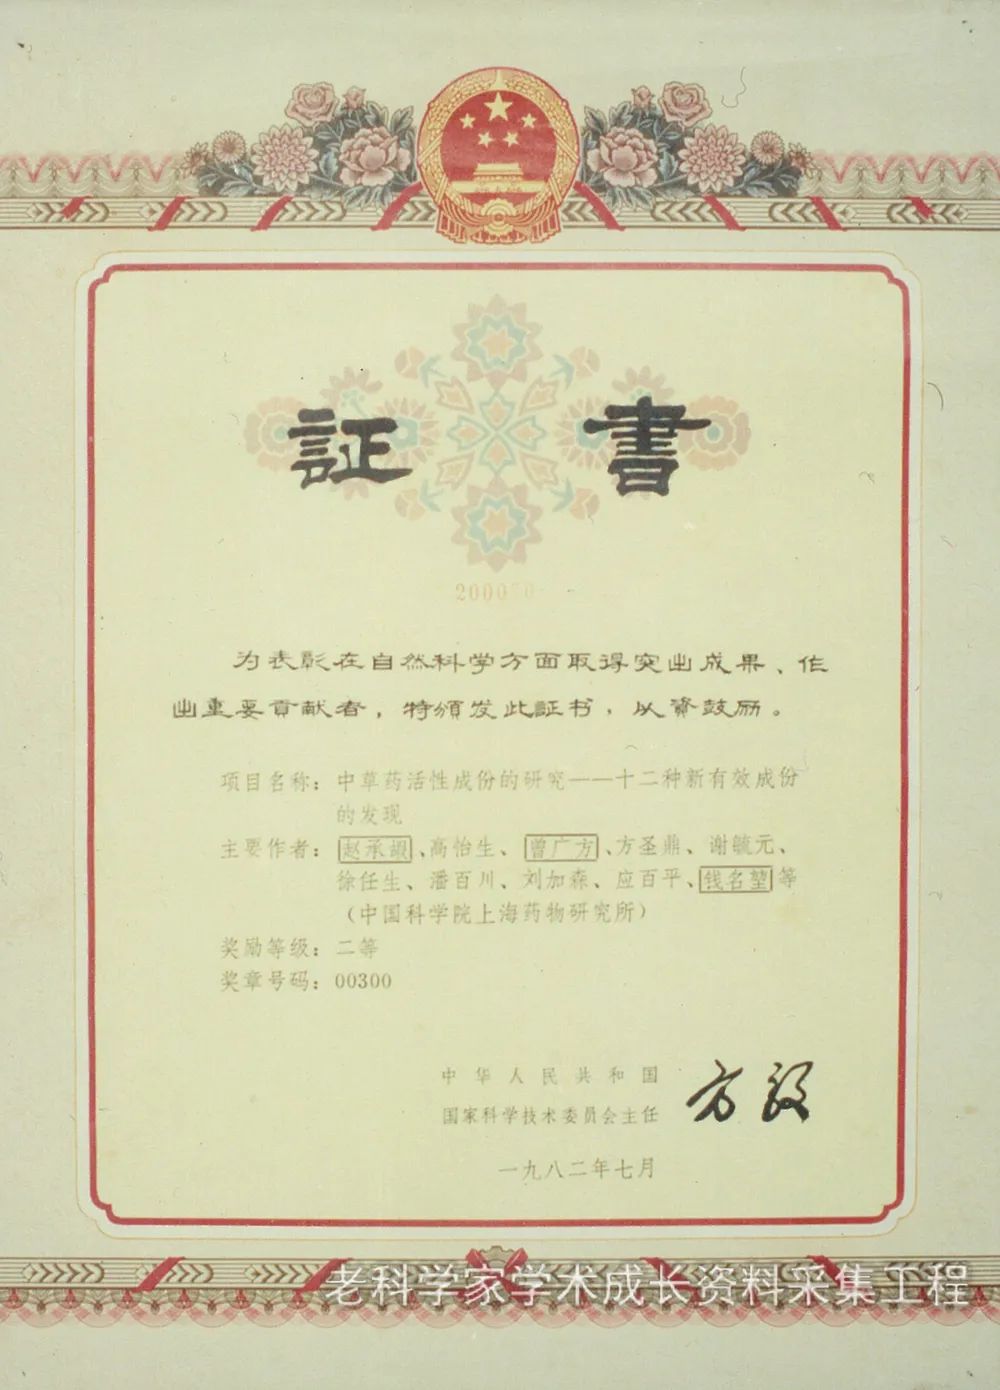 証 書
为表彰在自然科学方面取得突出成果、作
出重要貢献者，特頒发此証书，以資鼓励。
项目名称：中草药活性成份的研究——十二种新有效成份
的发现
主要作者：赵承嘏、高怡生、曾广方、方圣鼎、谢毓元、
徐任生、潘百川、刘加森、应百平、钱名堃等
（中国科学院上海药物研究所）
奖励等级：二等
奖章号码：00300
中华人民共和国
国家科学技术委员会主任 方毅
一九八二年七月
老科学家学术成长资料采集工程